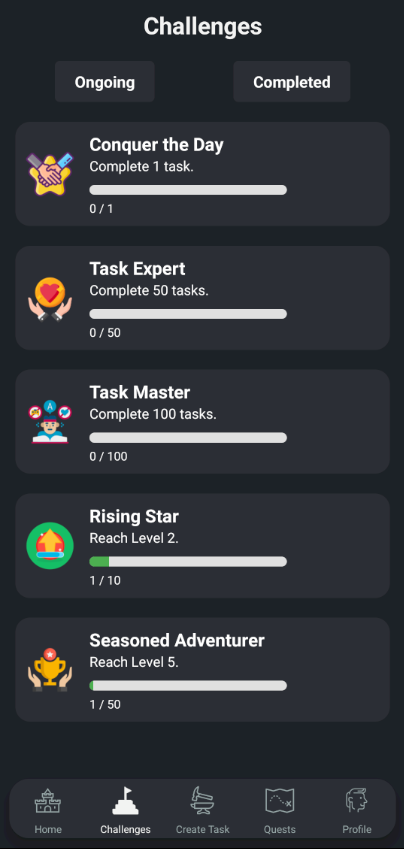 Challenges
Ongoing
Completed
Conquer the Day
Complete 1 task.
0 / 1
Task Expert
Complete 50 tasks.
0 / 50
A
Task Master
Complete 100 tasks.
0 / 100
Rising Star
Reach Level 2.
1 / 10
Seasoned Adventurer
Reach Level 5.
1 / 50
Home
Challenges
Create Task
Quests
Profile